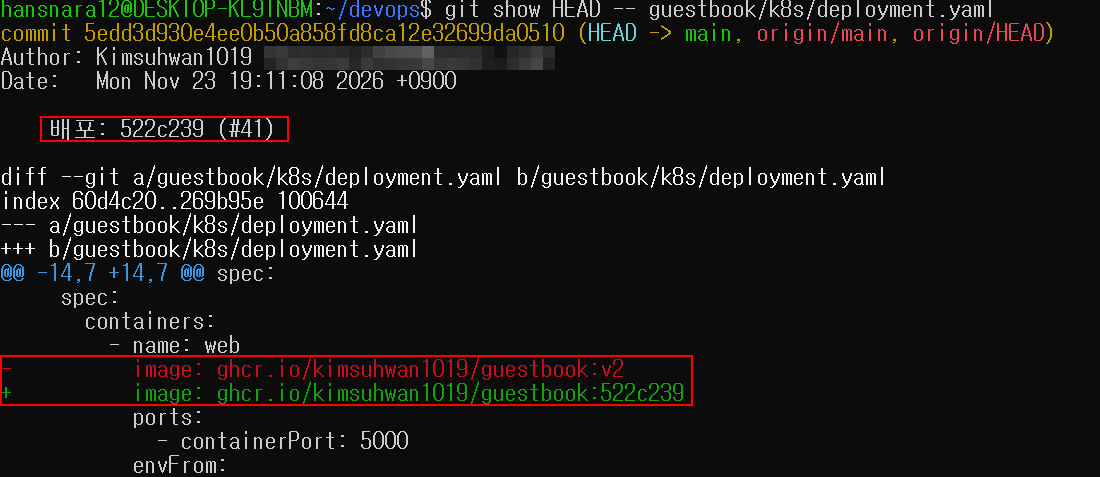 hansnara12@DESKTOP-KL9TNBM:~/devops$ git show HEAD -- guestbook/k8s/deployment.yaml
commit 5edd3d930e4ee0b50a858fd8ca12e32699da0510 (HEAD -> main, origin/main, origin/HEAD)
Author: Kimsuhwan1019
Date:   Mon Nov 23 19:11:08 2026 +0900
배포: 522c239 (#41)
diff --git a/guestbook/k8s/deployment.yaml b/guestbook/k8s/deployment.yaml
index 60d4c20..269b95e 100644
--- a/guestbook/k8s/deployment.yaml
+++ b/guestbook/k8s/deployment.yaml
@@ -14,7 +14,7 @@ spec:
     spec:
       containers:
         - name: web
-          image: ghcr.io/kimsuhwan1019/guestbook:v2
+          image: ghcr.io/kimsuhwan1019/guestbook:522c239
           ports:
             - containerPort: 5000
           envFrom: